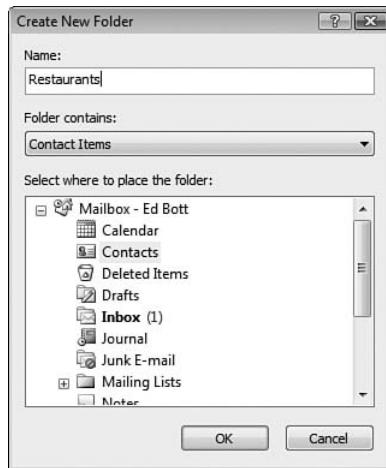 Create New Folder
Name:
Restaurants
Folder contains:
Contact Items
Select where to place the folder:
Mailbox - Ed Bott
Calendar
Contacts
Deleted Items
Drafts
Inbox (1)
Journal
Junk E-mail
Mailing Lists
Notes
OK Cancel